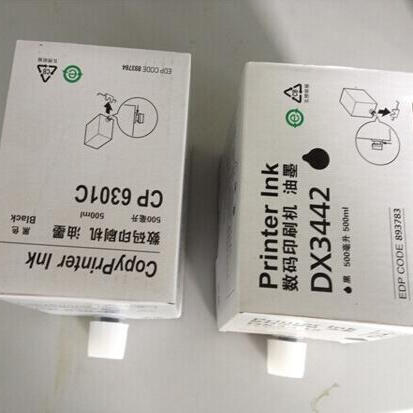 CopyPrinter Ink
数码印刷机 油墨
黑色 Black
500毫升 500ml
CP 6301C
EDP CODE 893784
Printer Ink
数码印刷机 油墨
DX3442
黑 500毫升 500ml
EDP CODE 893783
Printer Ink